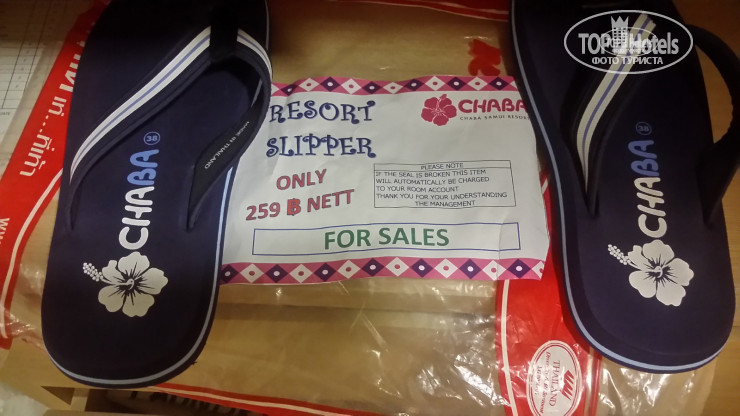 TOP Hotels
ФОТО ТУРИСТА
RESORT
SLIPPER
CHABA
CHABA SAMUI RESORT
ONLY
259 ฿ NETT
PLEASE NOTE
IF THE SEAL IS BROKEN THIS ITEM
WILL AUTOMATICALLY BE CHARGED
TO YOUR ROOM ACCOUNT
THANK YOU FOR YOUR UNDERSTANDING
THE MANAGEMENT
FOR SALES
CHABA
38
MADE IN THAILAND
CHABA
38
THAILAND